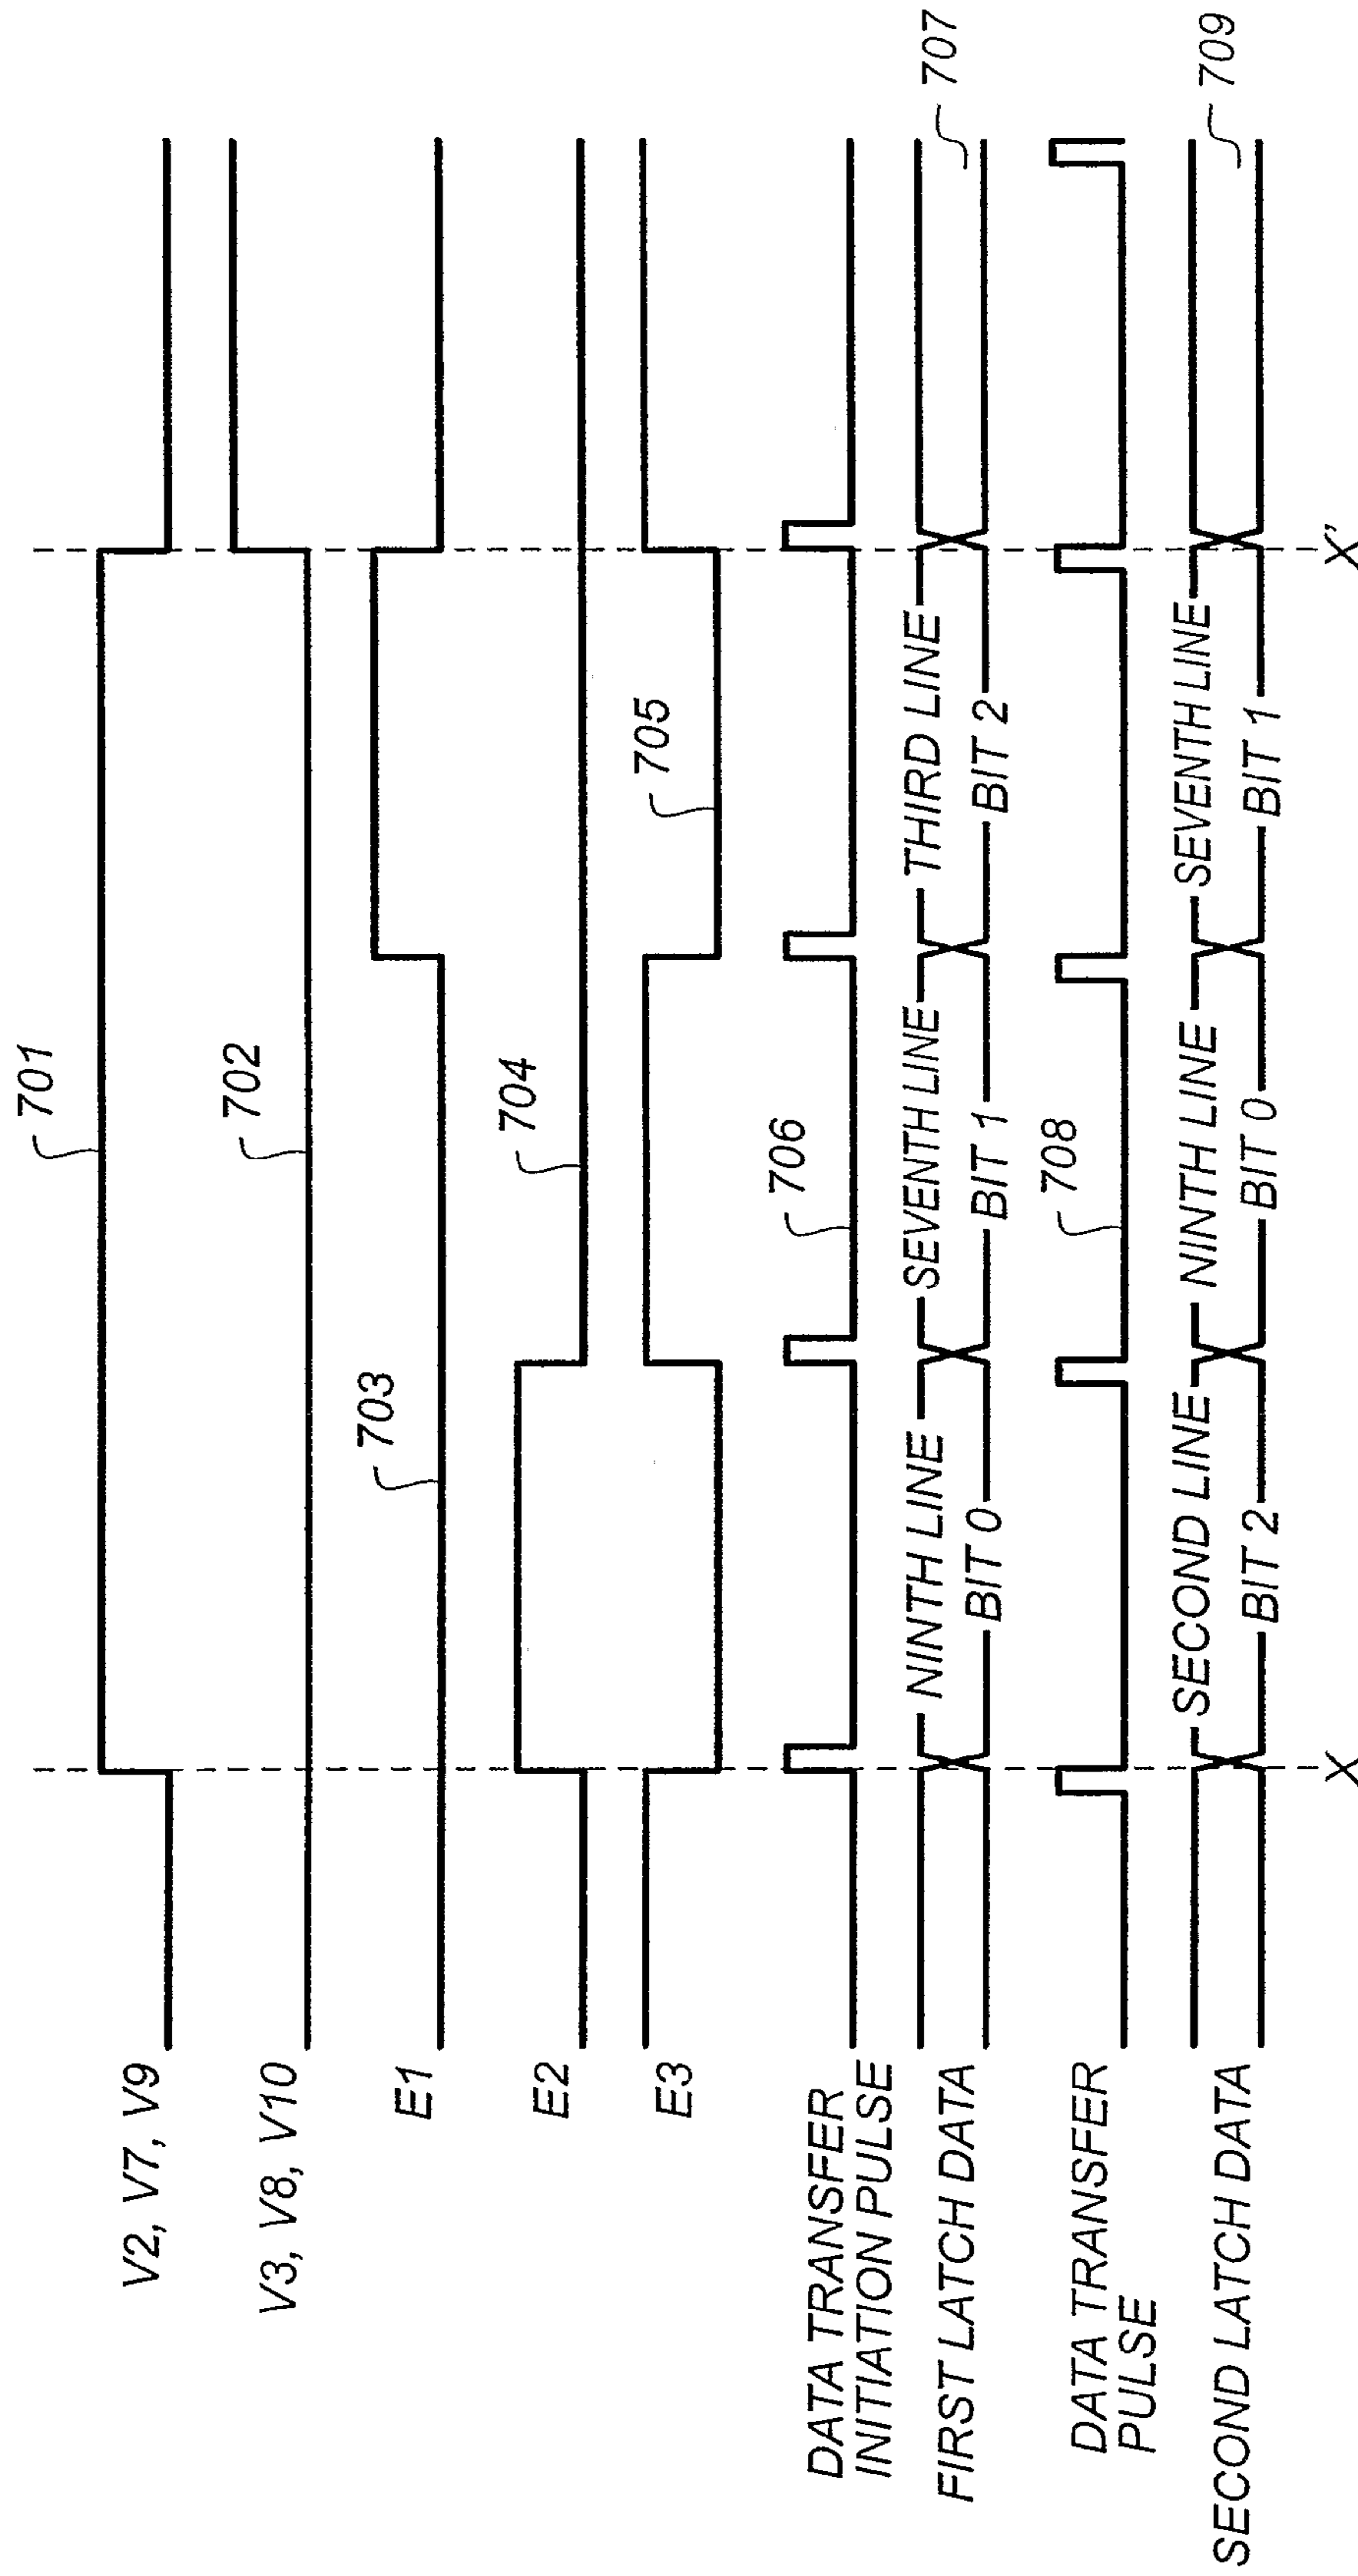 701
V2, V7, V9
702
V3, V8, V10
703
E1
704
E2
705
E3
706
DATA TRANSFER
INITIATION PULSE
707
FIRST LATCH DATA
NINTH LINE
BIT 0
SEVENTH LINE
BIT 1
THIRD LINE
BIT 2
708
DATA TRANSFER
PULSE
709
SECOND LATCH DATA
SECOND LINE
BIT 2
NINTH LINE
BIT 0
SEVENTH LINE
BIT 1
X
X'